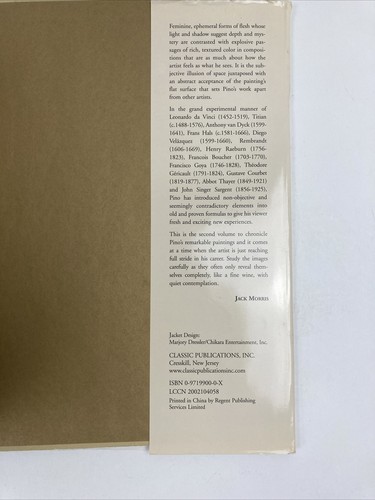 Feminine, ephemeral forms of flesh whose
light and shadow suggest depth and mys-
tery are contrasted with explosive pas-
sages of rich, textured color in composi-
tions that are as much about how the
artist feels as what he sees. It is the sub-
jective illusion of space juxtaposed with
an abstract acceptance of the painting's
flat surface that sets Pino's work apart
from other artists.
In the grand experimental manner of
Leonardo da Vinci (1452-1519), Titian
(c.1488-1576), Anthony van Dyck (1599-
1641), Franz Hals (c.1581-1666), Diego
Velázquez (1599-1660), Rembrandt
(1606-1669), Henry Raeburn (1756-
1823), Francois Boucher (1703-1770),
Francisco Goya (1746-1828), Théodore
Géricault (1791-1824), Gustave Courbet
(1819-1877), Abbot Thayer (1849-1921)
and John Singer Sargent (1856-1925),
Pino has introduced non-objective and
seemingly contradictory elements into
old and proven formulas to give his viewer
fresh and exciting new experiences.
This is the second volume to chronicle
Pino's remarkable paintings and it comes
at a time when the artist is just reaching
full stride in his career. Study the images
carefully as they often only reveal them-
selves completely, like a fine wine, with
quiet contemplation.
JACK MORRIS
Jacket Design:
Marjory Dressler/Chikara Entertainment, Inc.
CLASSIC PUBLICATIONS, INC.
Cresskill, New Jersey
www.classicpublicationsinc.com
ISBN 0-9719900-0-X
LCCN 2002104058
Printed in China by Regent Publishing
Services Limited